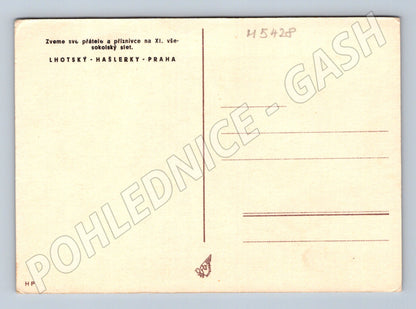 H5428
Zveme své přátele a příznivce na XI. vše-
sokolský slet.
LHOTSKÝ - HAŠLERKY - PRAHA
POHLEDNICE - GASH
HP